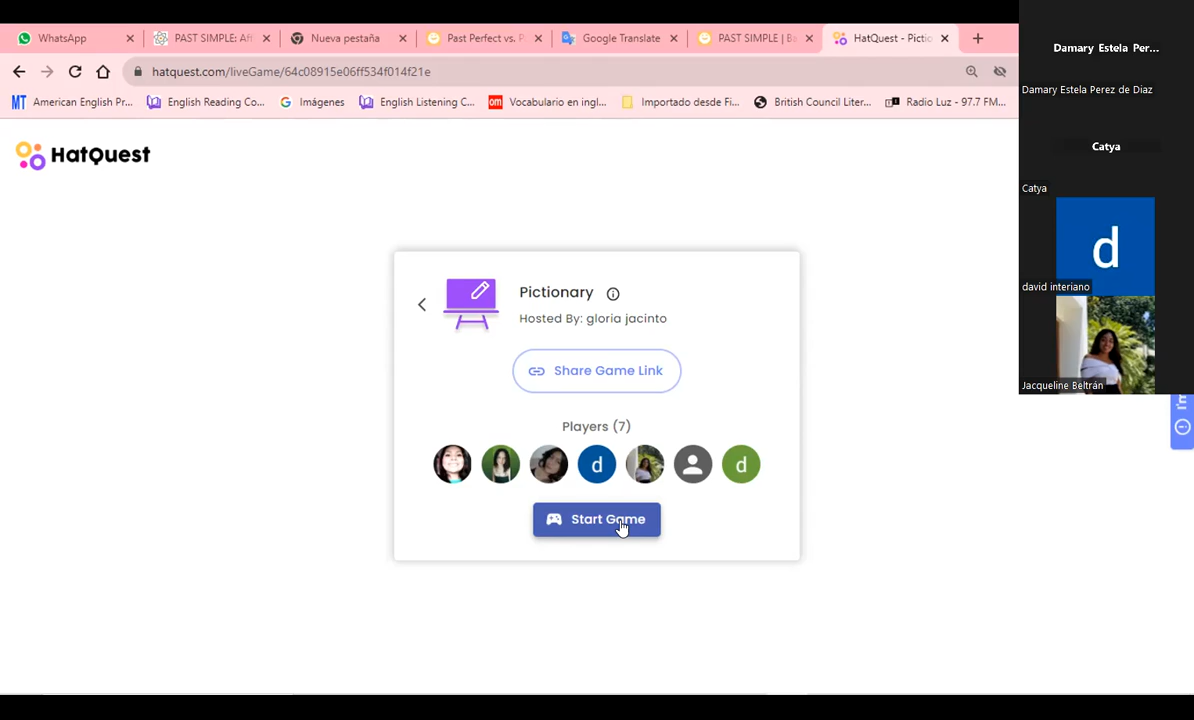 WhatsApp
PAST SIMPLE: Af
Nueva pestaña
Past Perfect vs. P
Google Translate
PAST SIMPLE | Ba
HatQuest - Pictio
hatquest.com/liveGame/64c08915e06ff534f014f21e
American English Pr...
English Reading Co...
Imágenes
English Listening C...
Vocabulario en ingl...
Importado desde Fi...
British Council Liter...
Radio Luz - 97.7 FM...
HatQuest
Pictionary
Hosted By: gloria jacinto
Share Game Link
Players (7)
d
d
Start Game
Damary Estela Per...
Damary Estela Perez de Diaz
Catya
Catya
d
david interiano
Jacqueline Beltrán
I'm